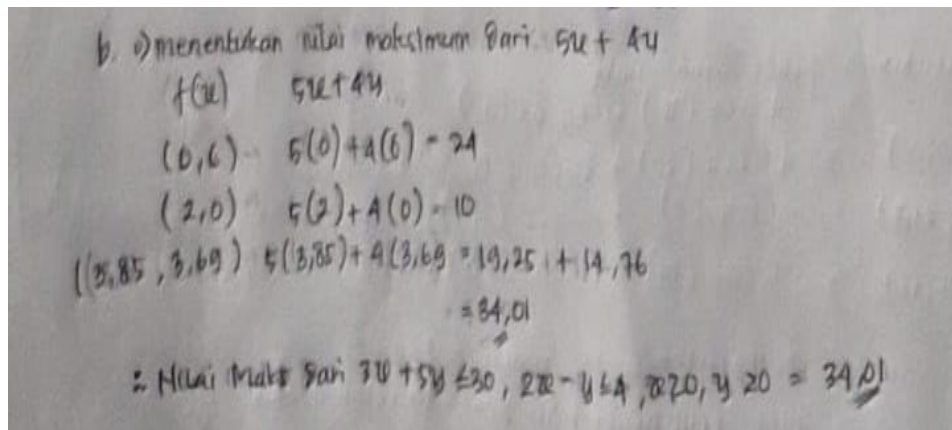 b. i) menentukan nilai maksimum dari 5x + 4y
f(x) 5x+4y
(0,6) 5(0)+4(6) = 24
(2,0) 5(2)+4(0) = 10
((3,85 , 3,69) 5(3,85)+4(3,69 = 19,25 + 14,76
= 34,01
∴ Nilai Maks dari 3x +5y ≤30, 2x-y≤4, x≥0, y ≥0 = 34,01